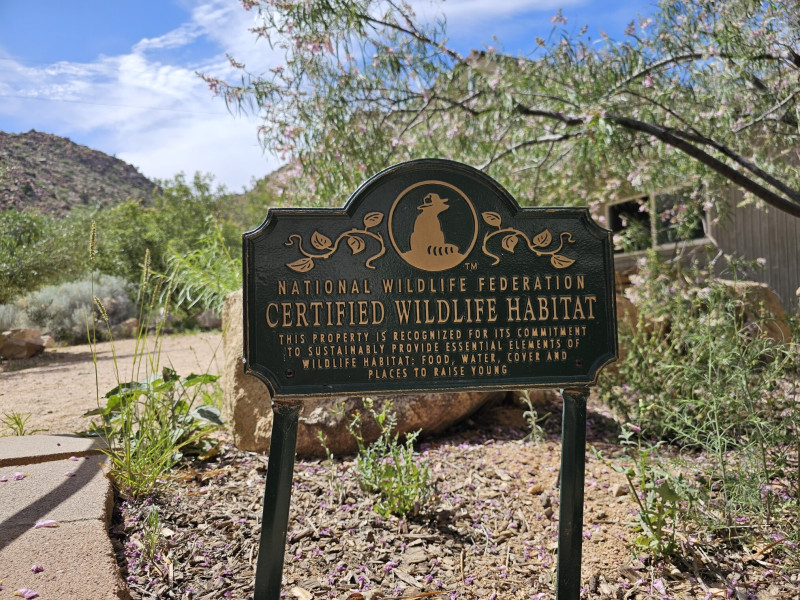 TM
NATIONAL WILDLIFE FEDERATION
CERTIFIED WILDLIFE HABITAT
THIS PROPERTY IS RECOGNIZED FOR ITS COMMITMENT
TO SUSTAINABLY PROVIDE ESSENTIAL ELEMENTS OF
WILDLIFE HABITAT: FOOD, WATER, COVER AND
PLACES TO RAISE YOUNG